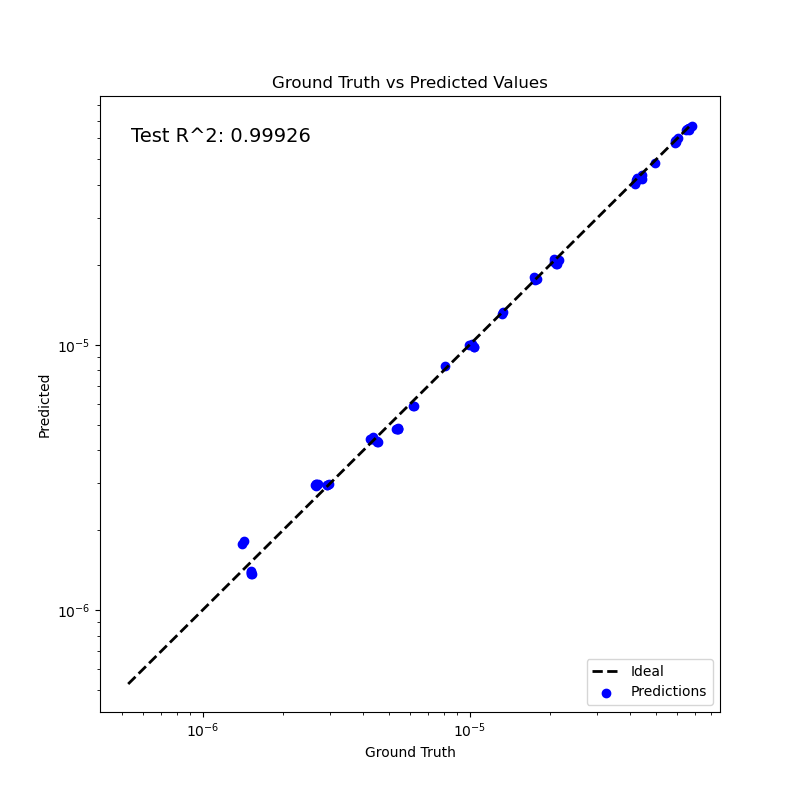 Ground Truth vs Predicted Values
Test R^2: 0.99926
Predicted
10⁻⁵
10⁻⁶
10⁻⁶
10⁻⁵
Ground Truth
Ideal
Predictions